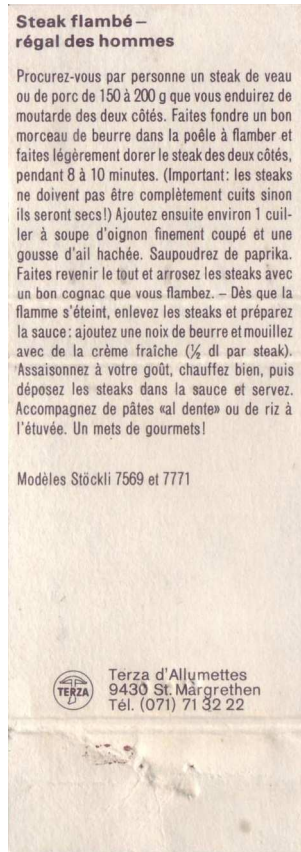 Steak flambé –
régal des hommes
Procurez-vous par personne un steak de veau
ou de porc de 150 à 200 g que vous enduirez de
moutarde des deux côtés. Faites fondre un bon
morceau de beurre dans la poêle à flamber et
faites légèrement dorer le steak des deux côtés,
pendant 8 à 10 minutes. (Important: les steaks
ne doivent pas être complètement cuits sinon
ils seront secs!) Ajoutez ensuite environ 1 cuil-
ler à soupe d'oignon finement coupé et une
gousse d'ail hachée. Saupoudrez de paprika.
Faites revenir le tout et arrosez les steaks avec
un bon cognac que vous flambez. – Dès que la
flamme s'éteint, enlevez les steaks et préparez
la sauce: ajoutez une noix de beurre et mouillez
avec de la crème fraîche (½ dl par steak).
Assaisonnez à votre goût, chauffez bien, puis
déposez les steaks dans la sauce et servez.
Accompagnez de pâtes «al dente» ou de riz à
l'étuvée. Un mets de gourmets!
Modèles Stöckli 7569 et 7771
TERZA
Terza d'Allumettes
9430 St. Margrethen
Tél. (071) 71 32 22